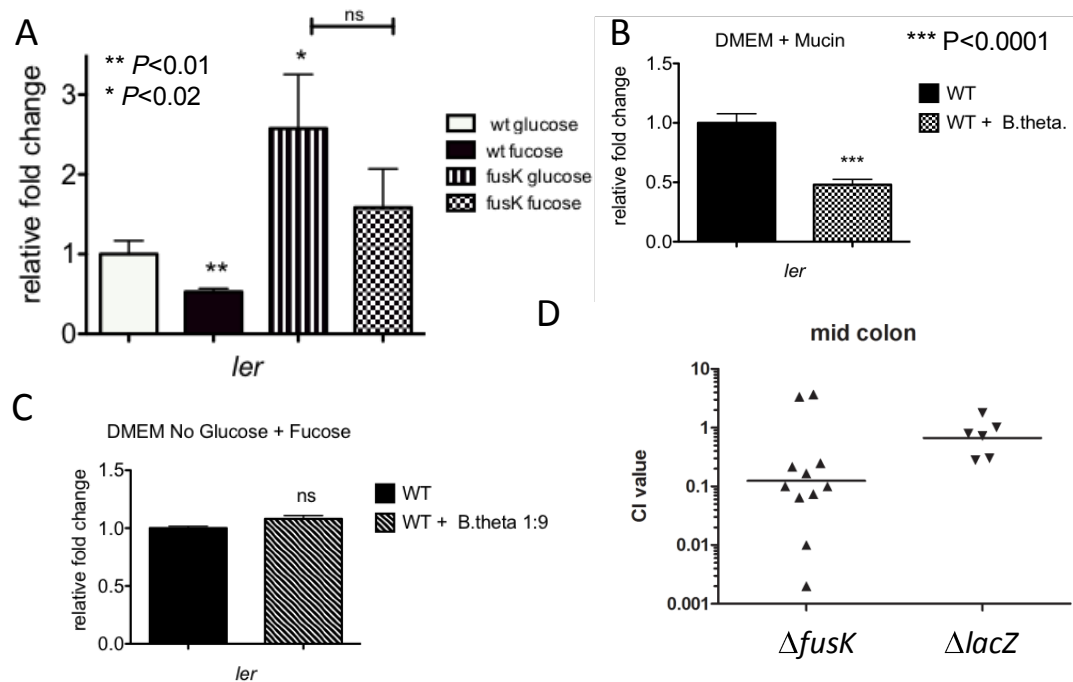 A
ns
** P<0.01
* P<0.02
*
**
3
2
1
0
relative fold change
ler
wt glucose
wt fucose
fusK glucose
fusK fucose
B
DMEM + Mucin
*** P<0.0001
1.5
1.0
0.5
0.0
relative fold change
***
ler
WT
WT + B.theta.
C
DMEM No Glucose + Fucose
1.5
1.0
0.5
0.0
relative fold change
ns
ler
WT
WT + B.theta 1:9
D
mid colon
10
1
0.1
0.01
0.001
CI value
ΔfusK
ΔlacZ